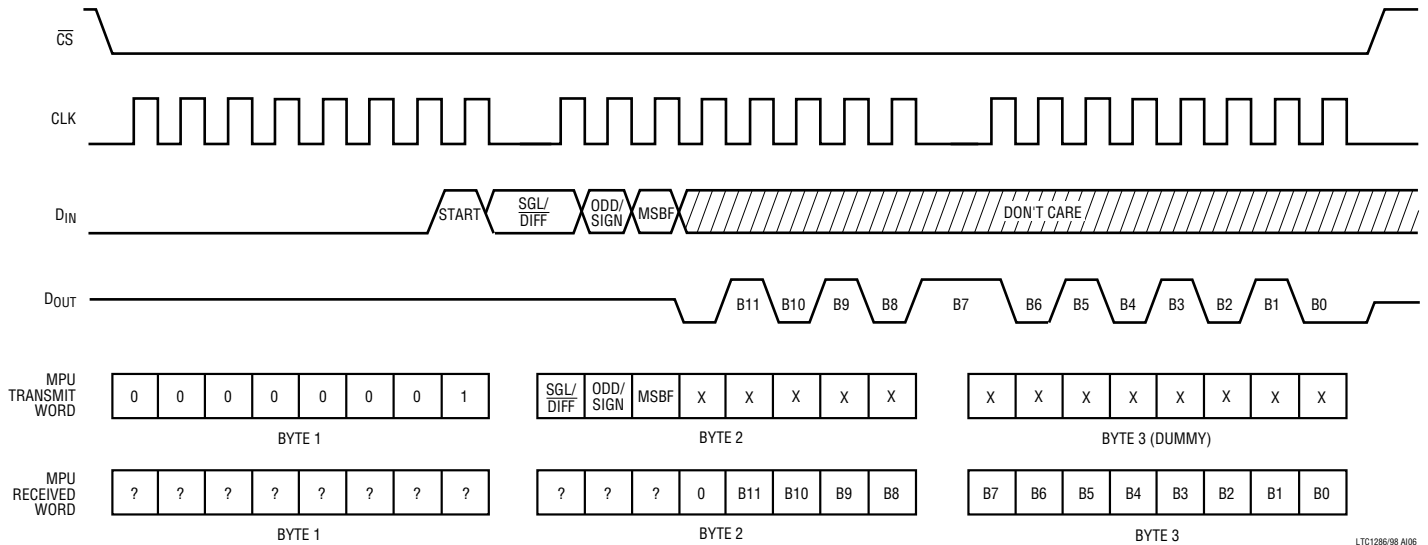 CS
CLK
DIN
START
SGL/
DIFF
ODD/
SIGN
MSBF
DON'T CARE
DOUT
B11 B10 B9 B8 B7 B6 B5 B4 B3 B2 B1 B0
MPU
TRANSMIT
WORD
0 0 0 0 0 0 0 1
SGL/
DIFF
ODD/
SIGN
MSBF X X X X X
X X X X X X X X
BYTE 1
BYTE 2
BYTE 3 (DUMMY)
MPU
RECEIVED
WORD
? ? ? ? ? ? ? ?
? ? ? 0 B11 B10 B9 B8
B7 B6 B5 B4 B3 B2 B1 B0
BYTE 1
BYTE 2
BYTE 3
LTC1286/98 AI06